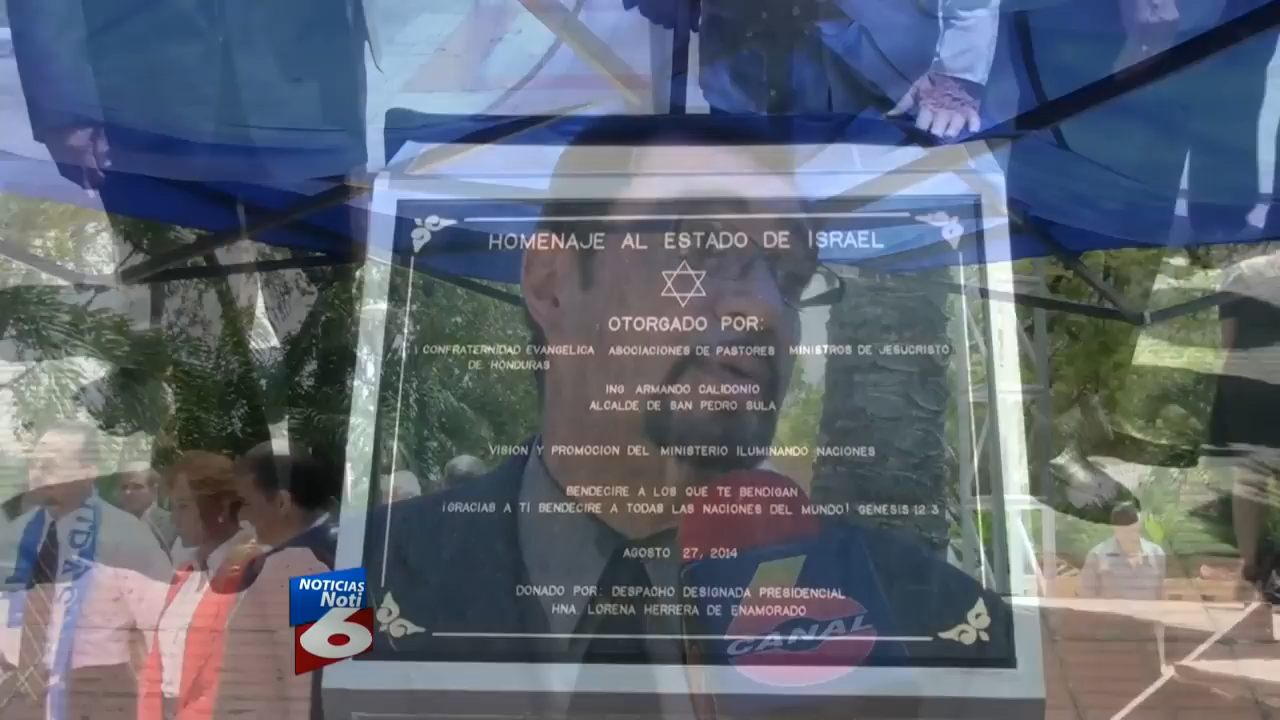 HOMENAJE AL ESTADO DE ISRAEL
OTORGADO POR:
CONFRATERNIDAD EVANGELICA ASOCIACIONES DE PASTORES MINISTROS DE JESUCRISTO
DE HONDURAS
ING ARMANDO CALIDONIO
ALCALDE DE SAN PEDRO SULA
VISION Y PROMOCION DEL MINISTERIO ILUMINANDO NACIONES
BENDECIRE A LOS QUE TE BENDIGAN
¡GRACIAS A TI BENDECIRE A TODAS LAS NACIONES DEL MUNDO! GENESIS 12 3
AGOSTO 27, 2014
DONADO POR: DESPACHO DESIGNADA PRESIDENCIAL
HNA LORENA HERRERA DE ENAMORADO
NOTICIAS
Noti
6
6
CANAL